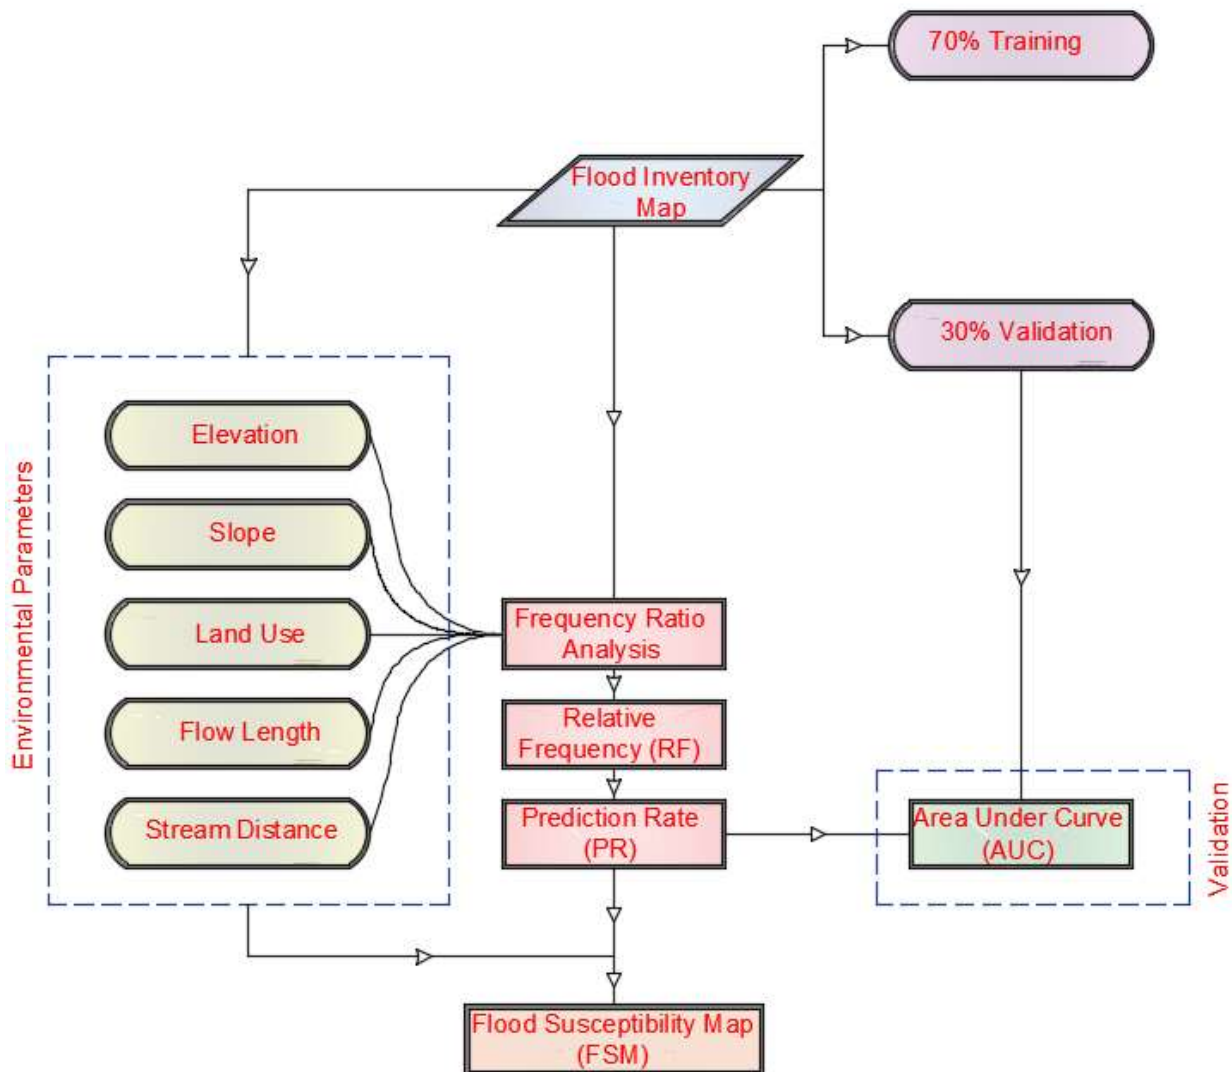 70% Training
Flood Inventory
Map
30% Validation
Environmental Parameters
Elevation
Slope
Land Use
Flow Length
Stream Distance
Frequency Ratio
Analysis
Relative
Frequency (RF)
Prediction Rate
(PR)
Area Under Curve
(AUC)
Validation
Flood Susceptibility Map
(FSM)